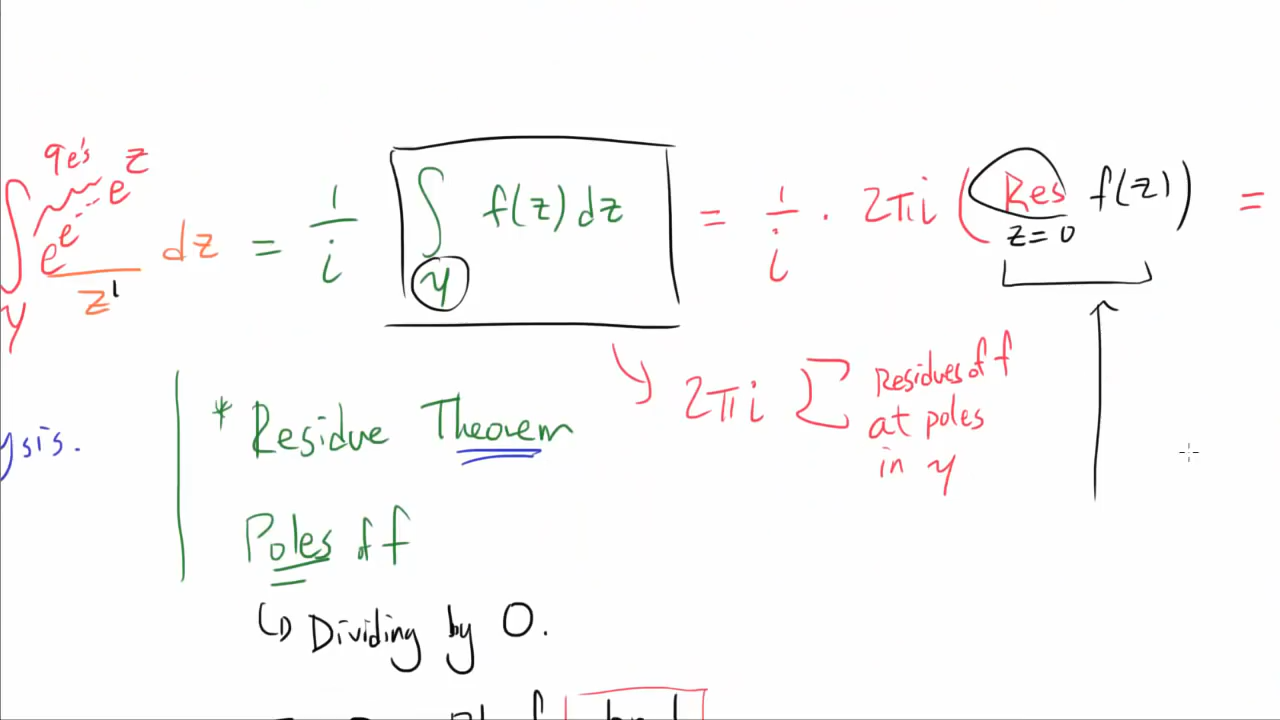 ∫_γ e^e^⋰^e^z / z^1 dz = 1/i ∫_γ f(z) dz = 1/i · 2πi ( Res_{z=0} f(z) ) =
9e's
ysis.
* Residue Theorem
2πi Σ Residues of f
at poles
in γ
Poles of f
↳ Dividing by 0.